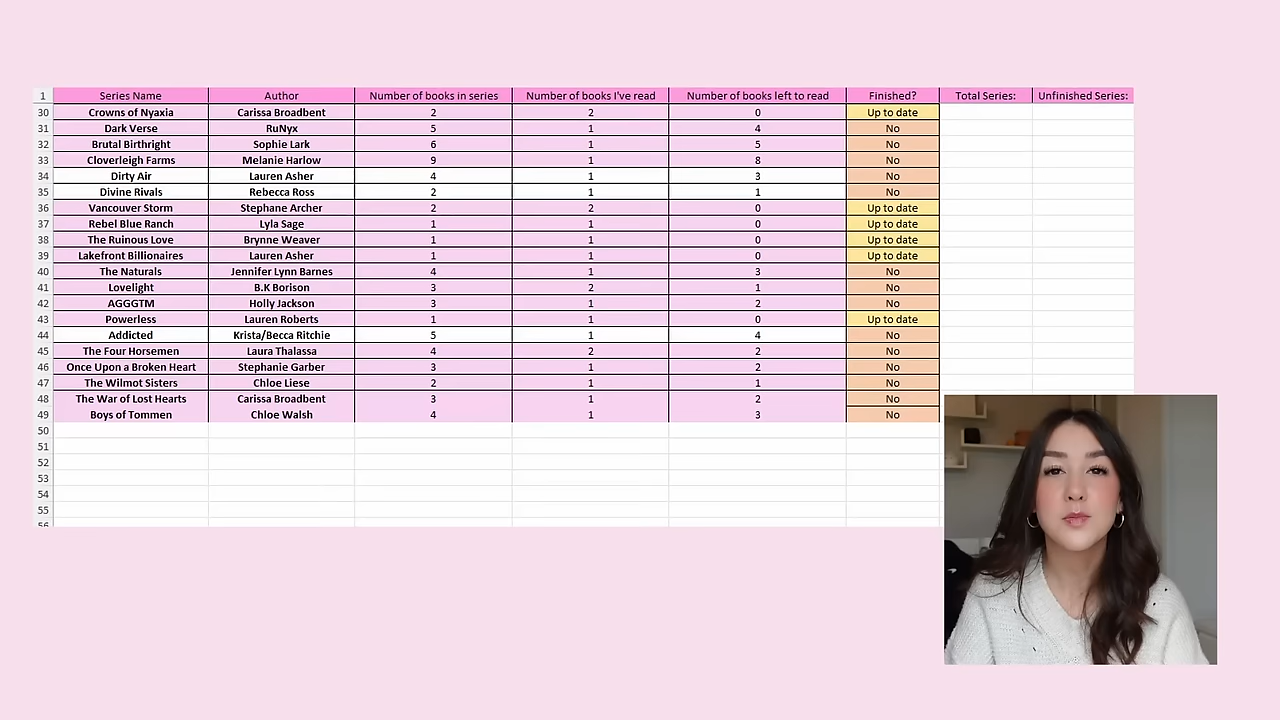 1 Series Name Author Number of books in series Number of books I've read Number of books left to read Finished? Total Series: Unfinished Series:
30 Crowns of Nyaxia Carissa Broadbent 2 2 0 Up to date
31 Dark Verse RuNyx 5 1 4 No
32 Brutal Birthright Sophie Lark 6 1 5 No
33 Cloverleigh Farms Melanie Harlow 9 1 8 No
34 Dirty Air Lauren Asher 4 1 3 No
35 Divine Rivals Rebecca Ross 2 1 1 No
36 Vancouver Storm Stephane Archer 2 2 0 Up to date
37 Rebel Blue Ranch Lyla Sage 1 1 0 Up to date
38 The Ruinous Love Brynne Weaver 1 1 0 Up to date
39 Lakefront Billionaires Lauren Asher 1 1 0 Up to date
40 The Naturals Jennifer Lynn Barnes 4 1 3 No
41 Lovelight B.K Borison 3 2 1 No
42 AGGGTM Holly Jackson 3 1 2 No
43 Powerless Lauren Roberts 1 1 0 Up to date
44 Addicted Krista/Becca Ritchie 5 1 4 No
45 The Four Horsemen Laura Thalassa 4 2 2 No
46 Once Upon a Broken Heart Stephanie Garber 3 1 2 No
47 The Wilmot Sisters Chloe Liese 2 1 1 No
48 The War of Lost Hearts Carissa Broadbent 3 1 2 No
49 Boys of Tommen Chloe Walsh 4 1 3 No
50
51
52
53
54
55
56